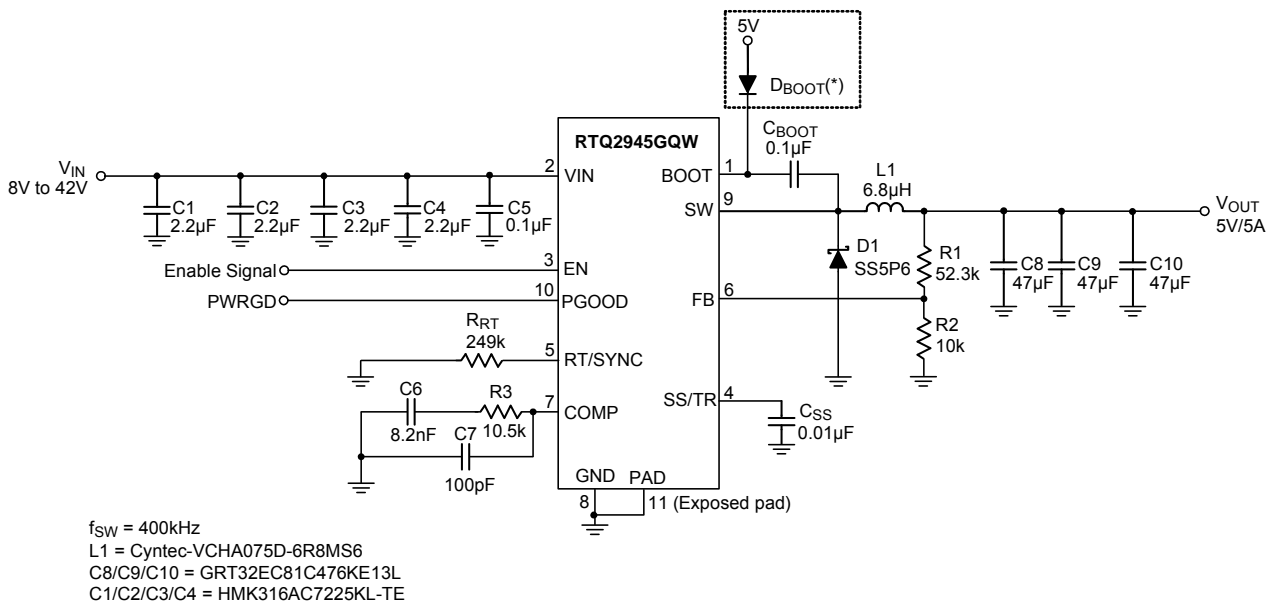 5V
DBOOT(*)
RTQ2945GQW
CBOOT
0.1µF
VIN
8V to 42V
2
VIN
BOOT
1
L1
6.8µH
C1
2.2µF
C2
2.2µF
C3
2.2µF
C4
2.2µF
C5
0.1µF
SW
9
VOUT
5V/5A
D1
SS5P6
R1
52.3k
C8
47µF
C9
47µF
C10
47µF
Enable Signal
3
EN
PWRGD
10
PGOOD
FB
6
R2
10k
RRT
249k
5
RT/SYNC
C6
8.2nF
R3
10.5k
7
COMP
C7
100pF
SS/TR
4
CSS
0.01µF
GND
PAD
8
11 (Exposed pad)
fSW = 400kHz
L1 = Cyntec-VCHA075D-6R8MS6
C8/C9/C10 = GRT32EC81C476KE13L
C1/C2/C3/C4 = HMK316AC7225KL-TE